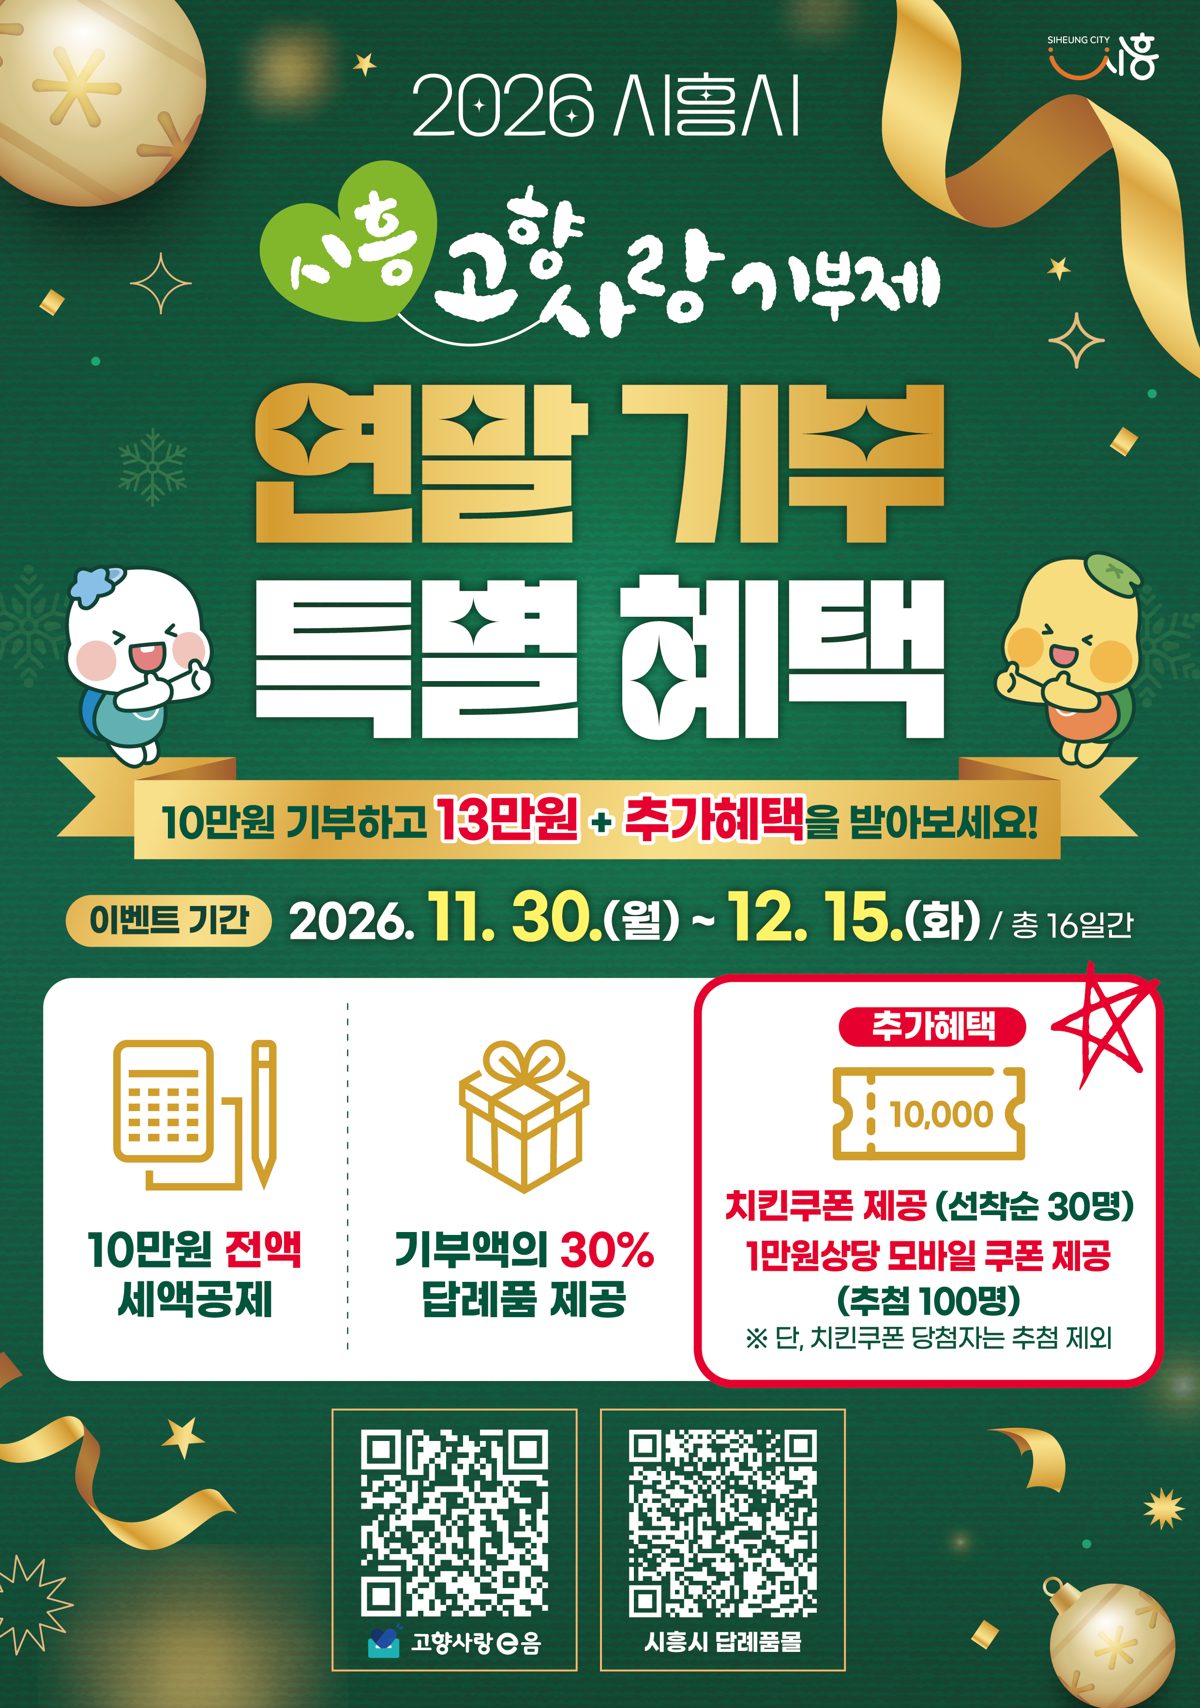 SIHEUNG CITY
시흥
2026 시흥시
시흥 고향사랑기부제
연말 기부
특별 혜택
10만원 기부하고 13만원 + 추가혜택을 받아보세요!
이벤트 기간 2026. 11. 30.(월) ~ 12. 15.(화) / 총 16일간
10만원 전액
세액공제
기부액의 30%
답례품 제공
추가혜택
10,000
치킨쿠폰 제공 (선착순 30명)
1만원상당 모바일 쿠폰 제공
(추첨 100명)
※ 단, 치킨쿠폰 당첨자는 추첨 제외
고향사랑e음
시흥시 답례품몰